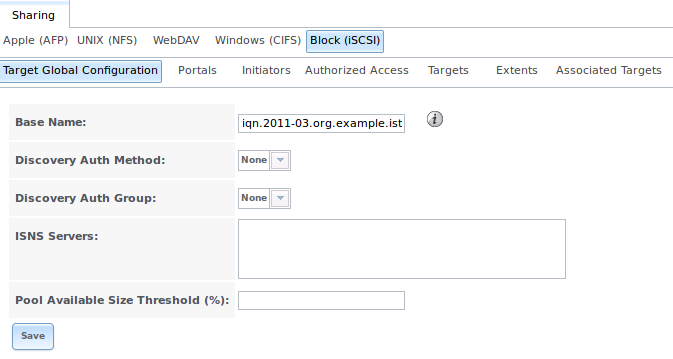 Sharing
Apple (AFP) UNIX (NFS) WebDAV Windows (CIFS) Block (iSCSI)
Target Global Configuration Portals Initiators Authorized Access Targets Extents Associated Targets
Base Name: iqn.2011-03.org.example.ist i
Discovery Auth Method: None
Discovery Auth Group: None
ISNS Servers:
Pool Available Size Threshold (%):
Save